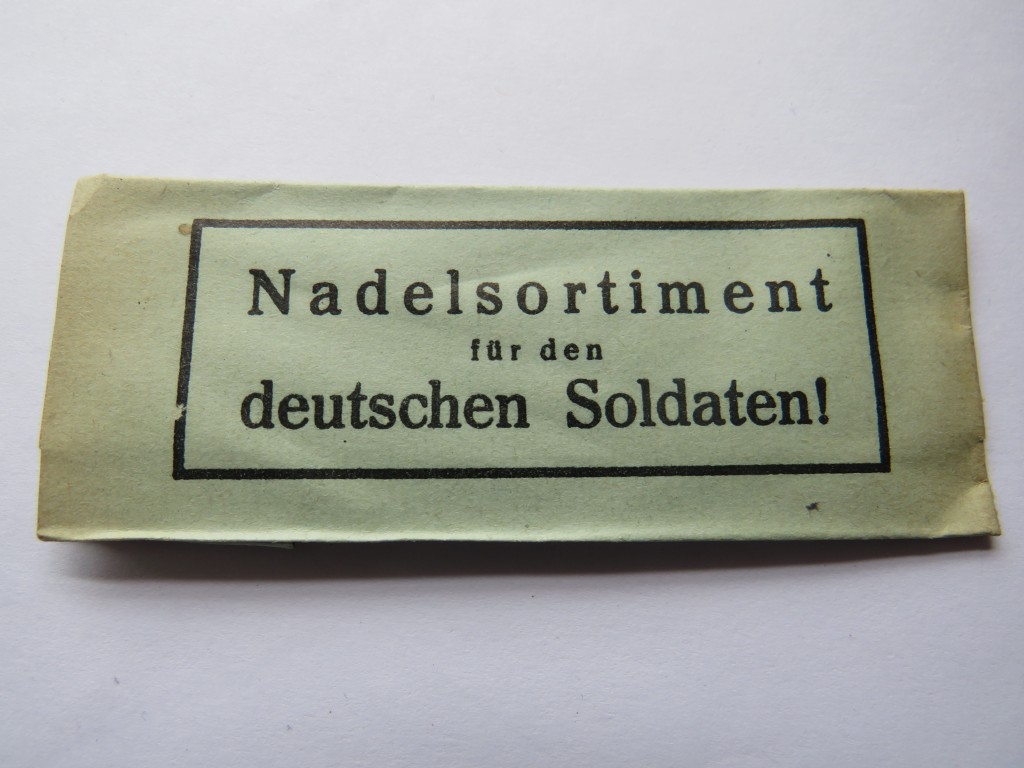 Nadelsortiment
für den
deutschen Soldaten!